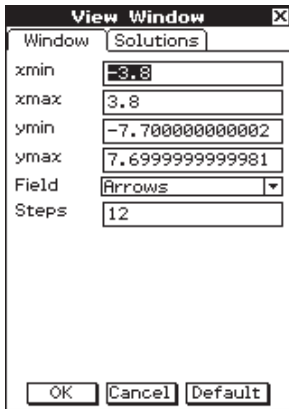 View Window X
Window Solutions
xmin -3.8
xmax 3.8
ymin -7.700000000002
ymax 7.6999999999981
Field Arrows
Steps 12
OK Cancel Default